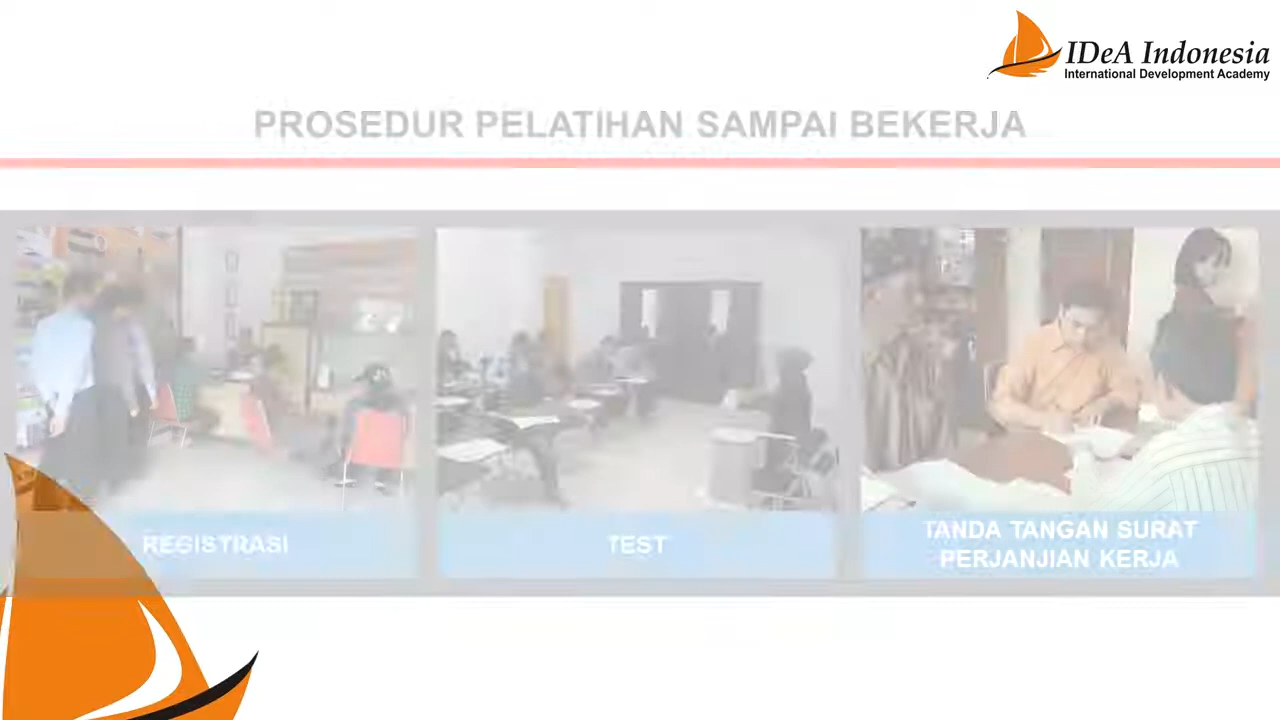 IDeA Indonesia
International Development Academy
PROSEDUR PELATIHAN SAMPAI BEKERJA
REGISTRASI
TEST
TANDA TANGAN SURAT
PERJANJIAN KERJA